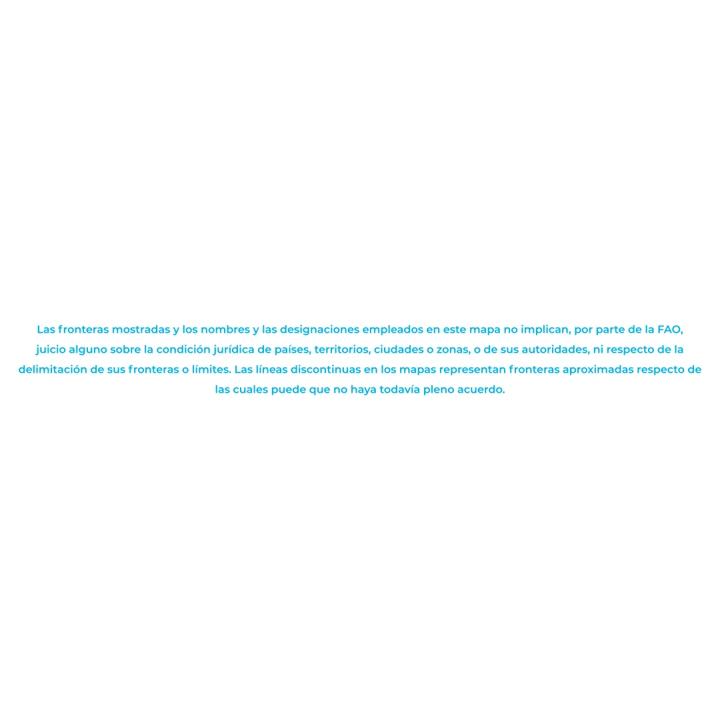 Las fronteras mostradas y los nombres y las designaciones empleados en este mapa no implican, por parte de la FAO,
juicio alguno sobre la condición jurídica de países, territorios, ciudades o zonas, o de sus autoridades, ni respecto de la
delimitación de sus fronteras o límites. Las líneas discontinuas en los mapas representan fronteras aproximadas respecto de
las cuales puede que no haya todavía pleno acuerdo.